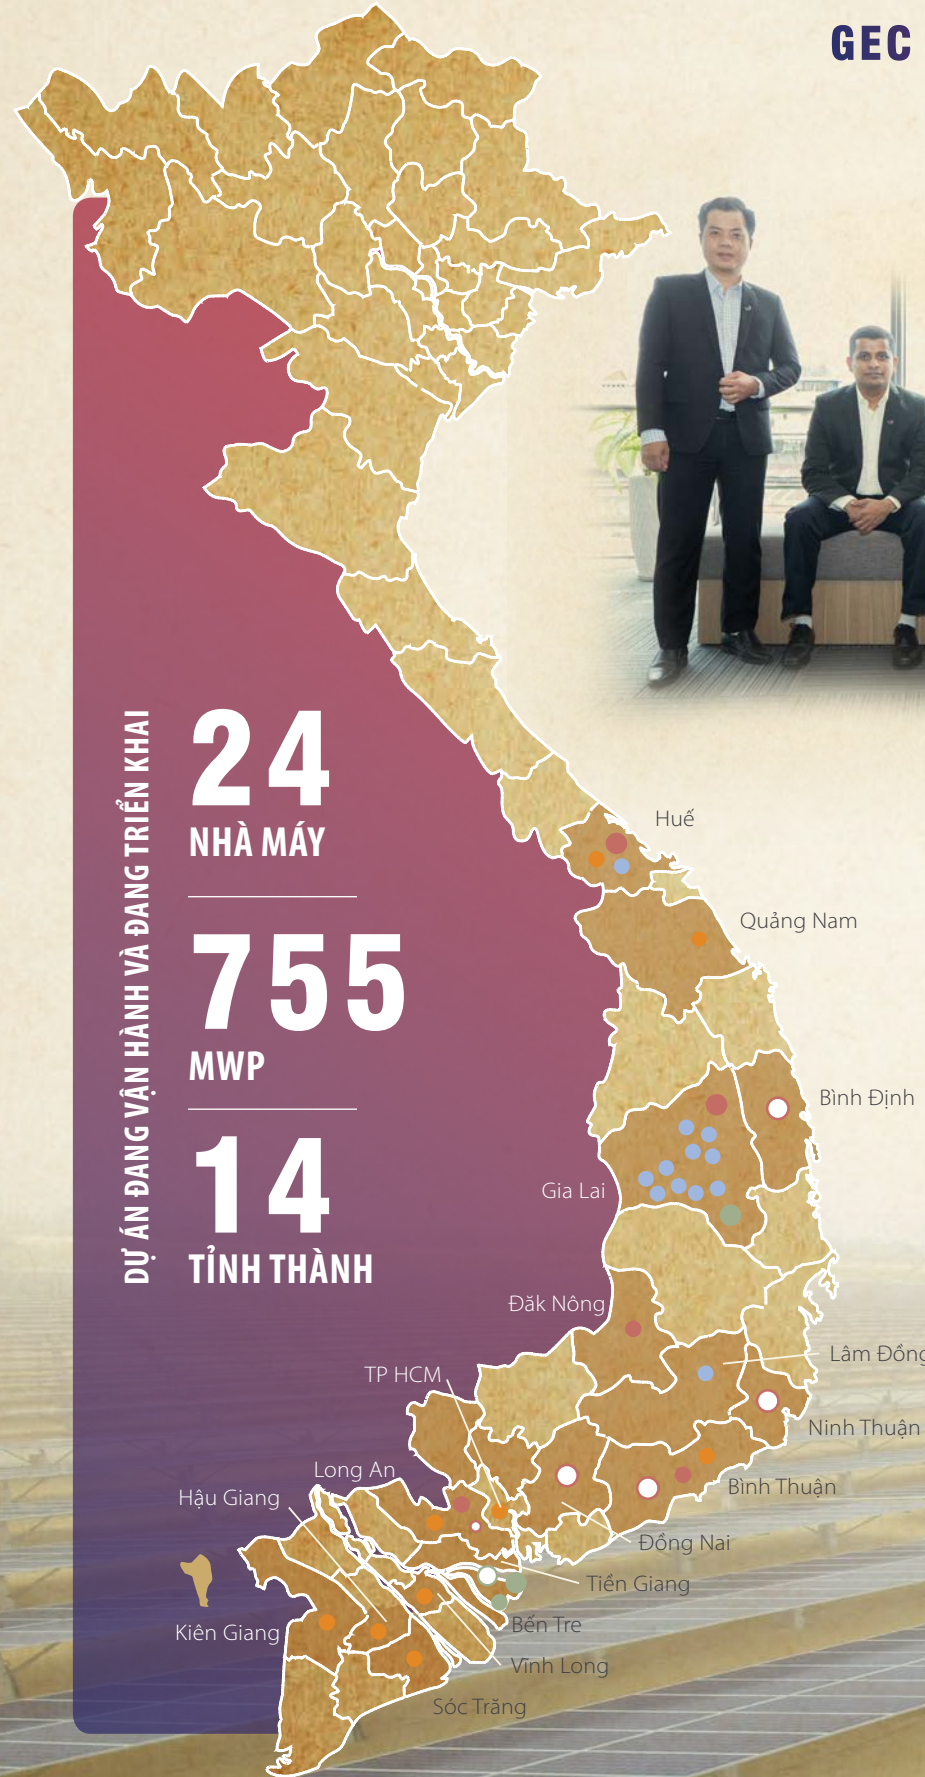 GEC
DỰ ÁN ĐANG VẬN HÀNH VÀ ĐANG TRIỂN KHAI
24
NHÀ MÁY
755
MWP
14
TỈNH THÀNH
Huế
Quảng Nam
Bình Định
Gia Lai
Đăk Nông
Lâm Đồng
TP HCM
Ninh Thuận
Long An
Bình Thuận
Hậu Giang
Đồng Nai
Tiền Giang
Bến Tre
Kiên Giang
Vĩnh Long
Sóc Trăng